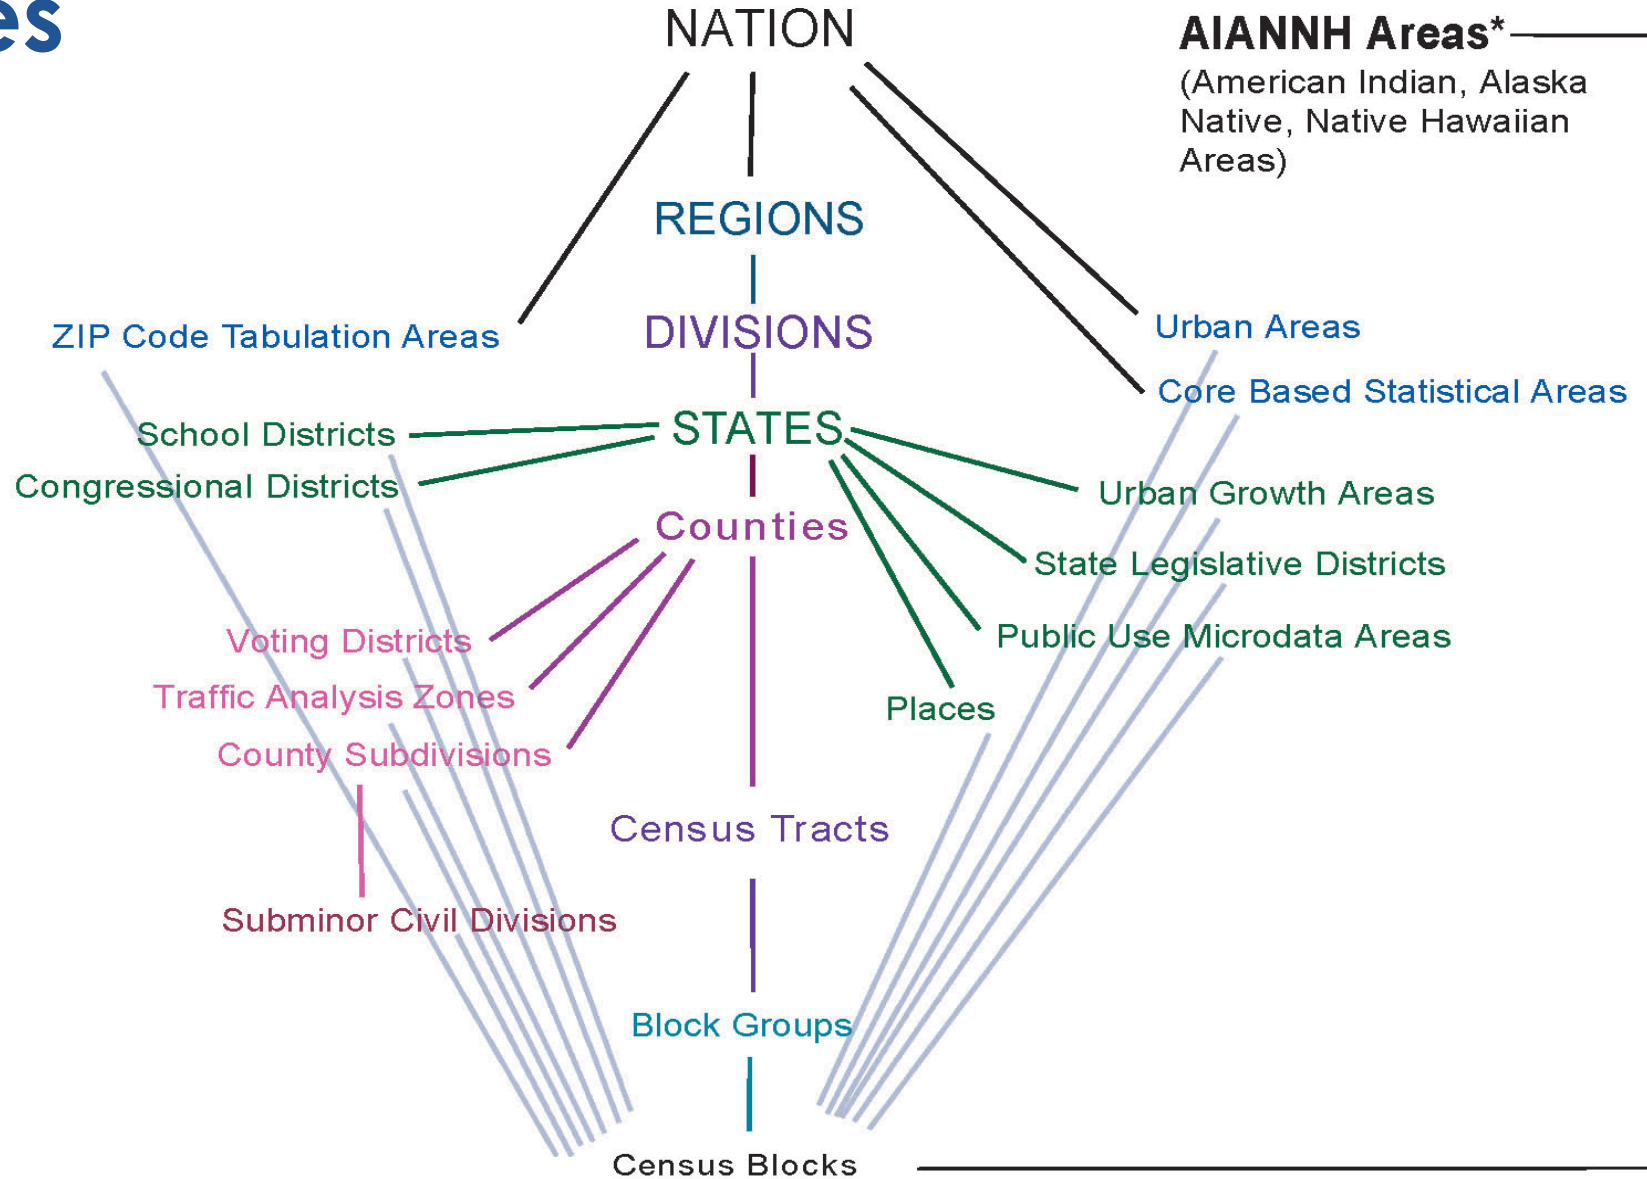 es
NATION
AIANNH Areas*
(American Indian, Alaska
Native, Native Hawaiian
Areas)
REGIONS
ZIP Code Tabulation Areas
DIVISIONS
Urban Areas
Core Based Statistical Areas
School Districts
STATES
Congressional Districts
Urban Growth Areas
Counties
State Legislative Districts
Voting Districts
Public Use Microdata Areas
Traffic Analysis Zones
Places
County Subdivisions
Census Tracts
Subminor Civil Divisions
Block Groups
Census Blocks